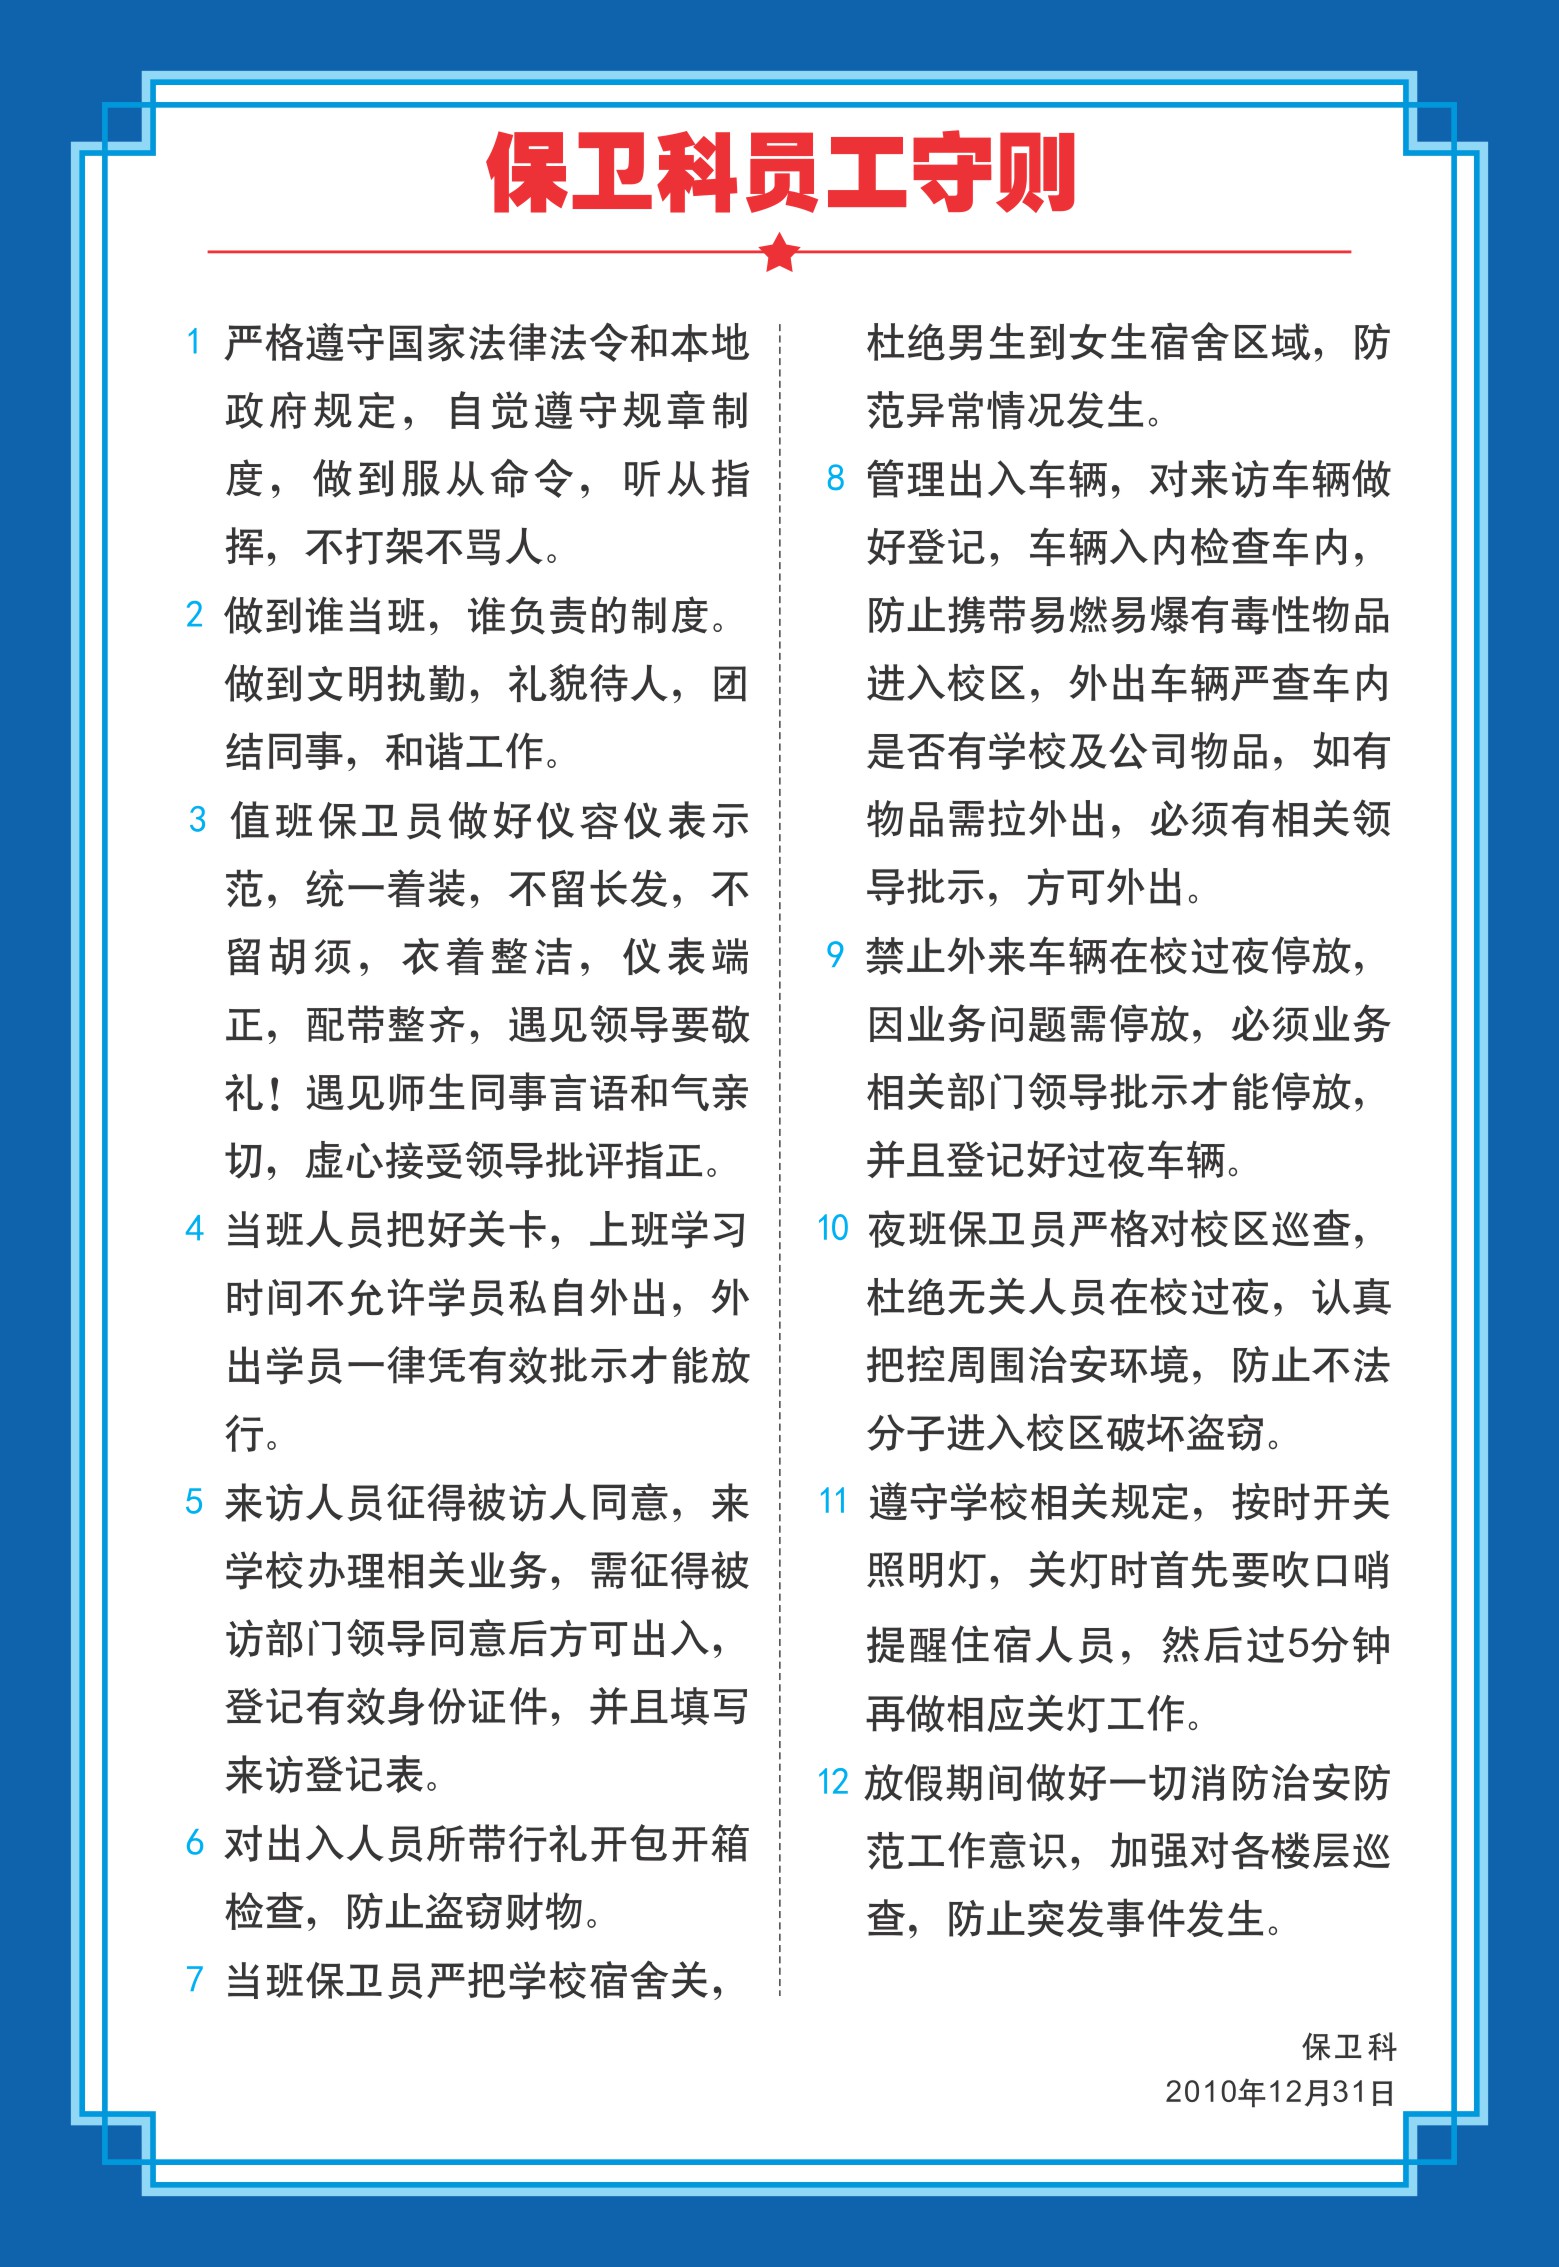 保卫科员工守则
1 严格遵守国家法律法令和本地
政府规定，自觉遵守规章制
度，做到服从命令，听从指
挥，不打架不骂人。
2 做到谁当班，谁负责的制度。
做到文明执勤，礼貌待人，团
结同事，和谐工作。
3 值班保卫员做好仪容仪表示
范，统一着装，不留长发，不
留胡须，衣着整洁，仪表端
正，配带整齐，遇见领导要敬
礼！遇见师生同事言语和气亲
切，虚心接受领导批评指正。
4 当班人员把好关卡，上班学习
时间不允许学员私自外出，外
出学员一律凭有效批示才能放
行。
5 来访人员征得被访人同意，来
学校办理相关业务，需征得被
访部门领导同意后方可出入，
登记有效身份证件，并且填写
来访登记表。
6 对出入人员所带行礼开包开箱
检查，防止盗窃财物。
7 当班保卫员严把学校宿舍关，
杜绝男生到女生宿舍区域，防
范异常情况发生。
8 管理出入车辆，对来访车辆做
好登记，车辆入内检查车内，
防止携带易燃易爆有毒性物品
进入校区，外出车辆严查车内
是否有学校及公司物品，如有
物品需拉外出，必须有相关领
导批示，方可外出。
9 禁止外来车辆在校过夜停放，
因业务问题需停放，必须业务
相关部门领导批示才能停放，
并且登记好过夜车辆。
10 夜班保卫员严格对校区巡查，
杜绝无关人员在校过夜，认真
把控周围治安环境，防止不法
分子进入校区破坏盗窃。
11 遵守学校相关规定，按时开关
照明灯，关灯时首先要吹口哨
提醒住宿人员，然后过5分钟
再做相应关灯工作。
12 放假期间做好一切消防治安防
范工作意识，加强对各楼层巡
查，防止突发事件发生。
保卫科
2010年12月31日